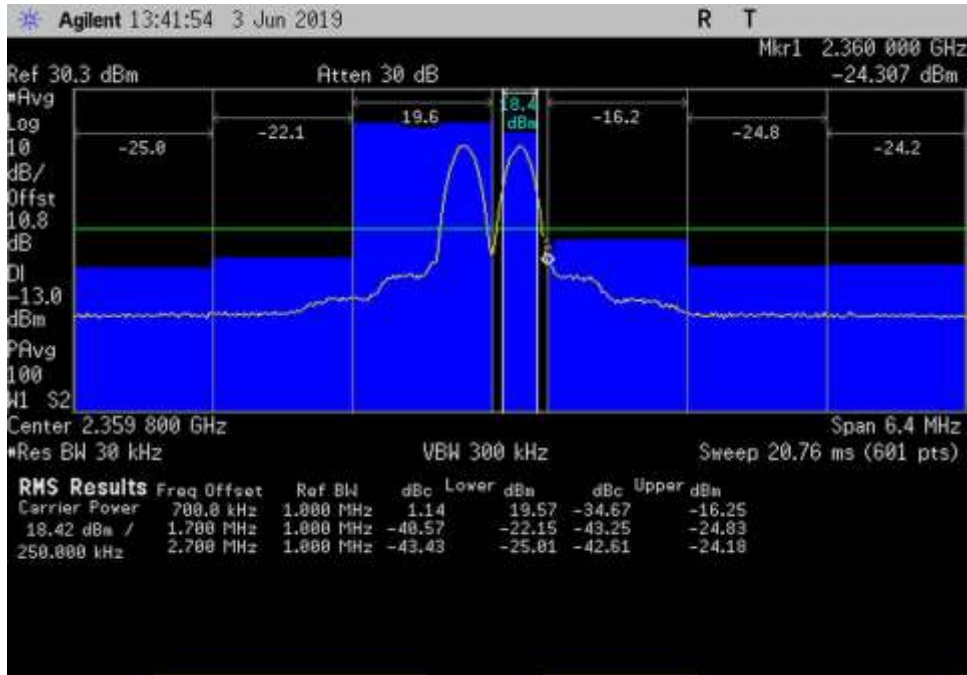 Agilent 13:41:54 3 Jun 2019 R T
Mkr1 2.360 000 GHz
Ref 30.3 dBm Atten 30 dB -24.307 dBm
#Avg
Log
10
dB/
Offst
10.8
dB
DI
-13.0
dBm
PAvg
100
W1 S2
-25.0 -22.1 19.6 18.4 dBm -16.2 -24.8 -24.2
Center 2.359 800 GHz Span 6.4 MHz
#Res BW 30 kHz VBW 300 kHz Sweep 20.76 ms (601 pts)
RMS Results Freq Offset Ref BW dBc Lower dBm dBc Upper dBm
Carrier Power 700.0 kHz 1.000 MHz 1.14 19.57 -34.67 -16.25
18.42 dBm / 1.700 MHz 1.000 MHz -40.57 -22.15 -43.25 -24.83
250.000 kHz 2.700 MHz 1.000 MHz -43.43 -25.01 -42.61 -24.18